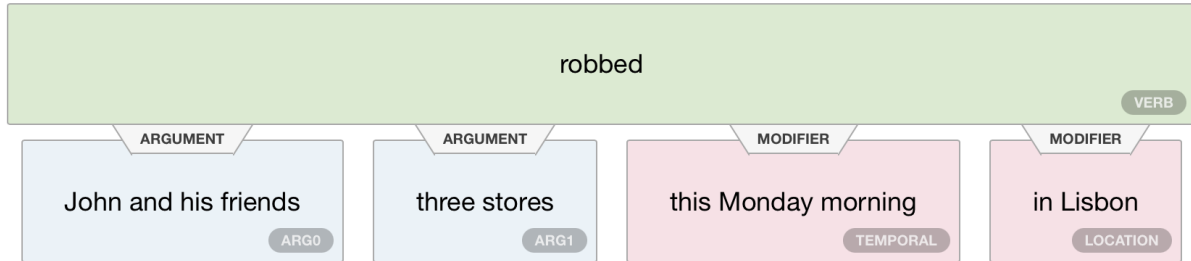 robbed
VERB
ARGUMENT ARGUMENT MODIFIER MODIFIER
John and his friends three stores this Monday morning in Lisbon
ARG0 ARG1 TEMPORAL LOCATION